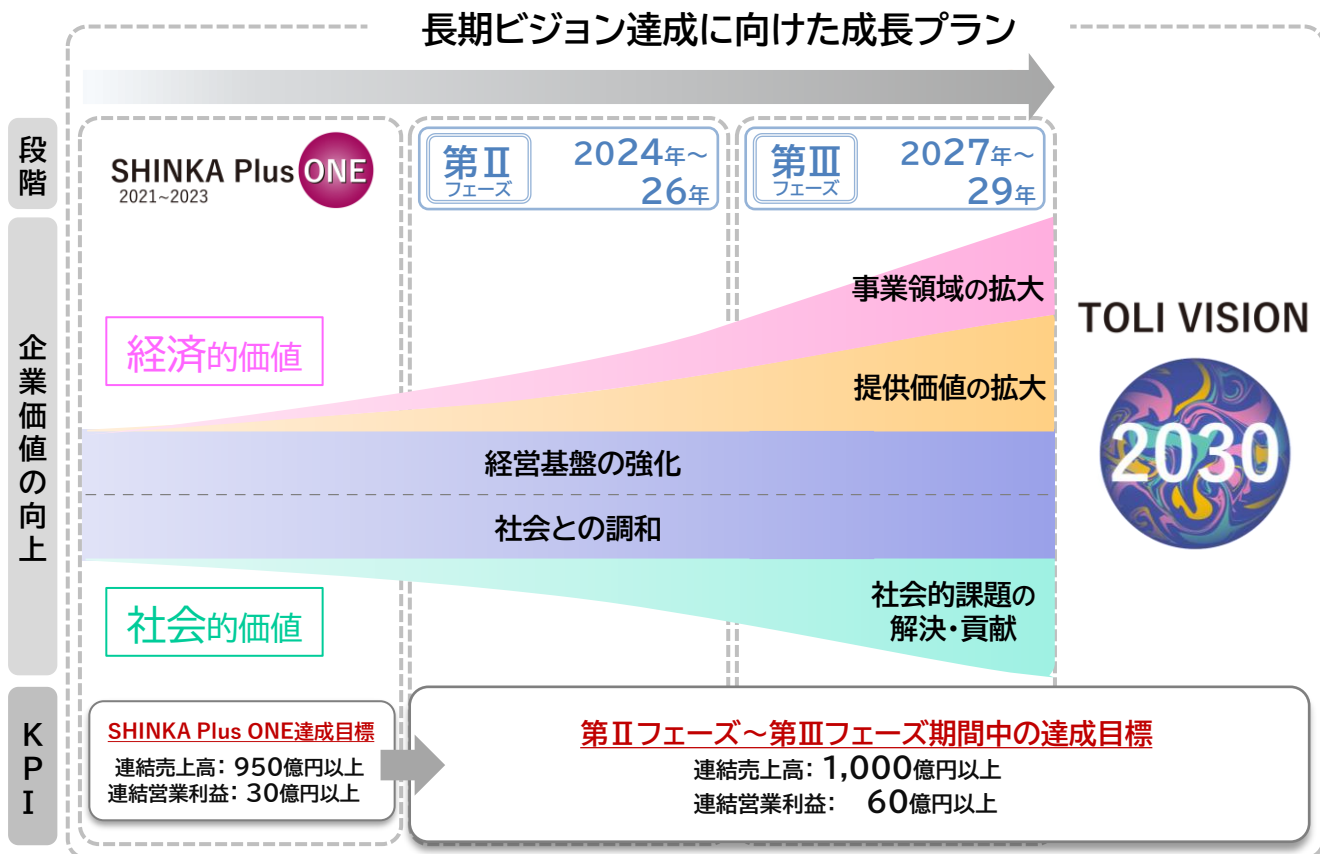 長期ビジョン達成に向けた成長プラン
段階
SHINKA Plus ONE
2021~2023
第Ⅱ
フェーズ
2024年～
26年
第Ⅲ
フェーズ
2027年～
29年
企業価値の向上
経済的価値
事業領域の拡大
提供価値の拡大
経営基盤の強化
社会との調和
社会的価値
社会的課題の
解決・貢献
TOLI VISION
2030
KPI
SHINKA Plus ONE達成目標
連結売上高： 950億円以上
連結営業利益： 30億円以上
第Ⅱフェーズ～第Ⅲフェーズ期間中の達成目標
連結売上高： 1,000億円以上
連結営業利益： 60億円以上